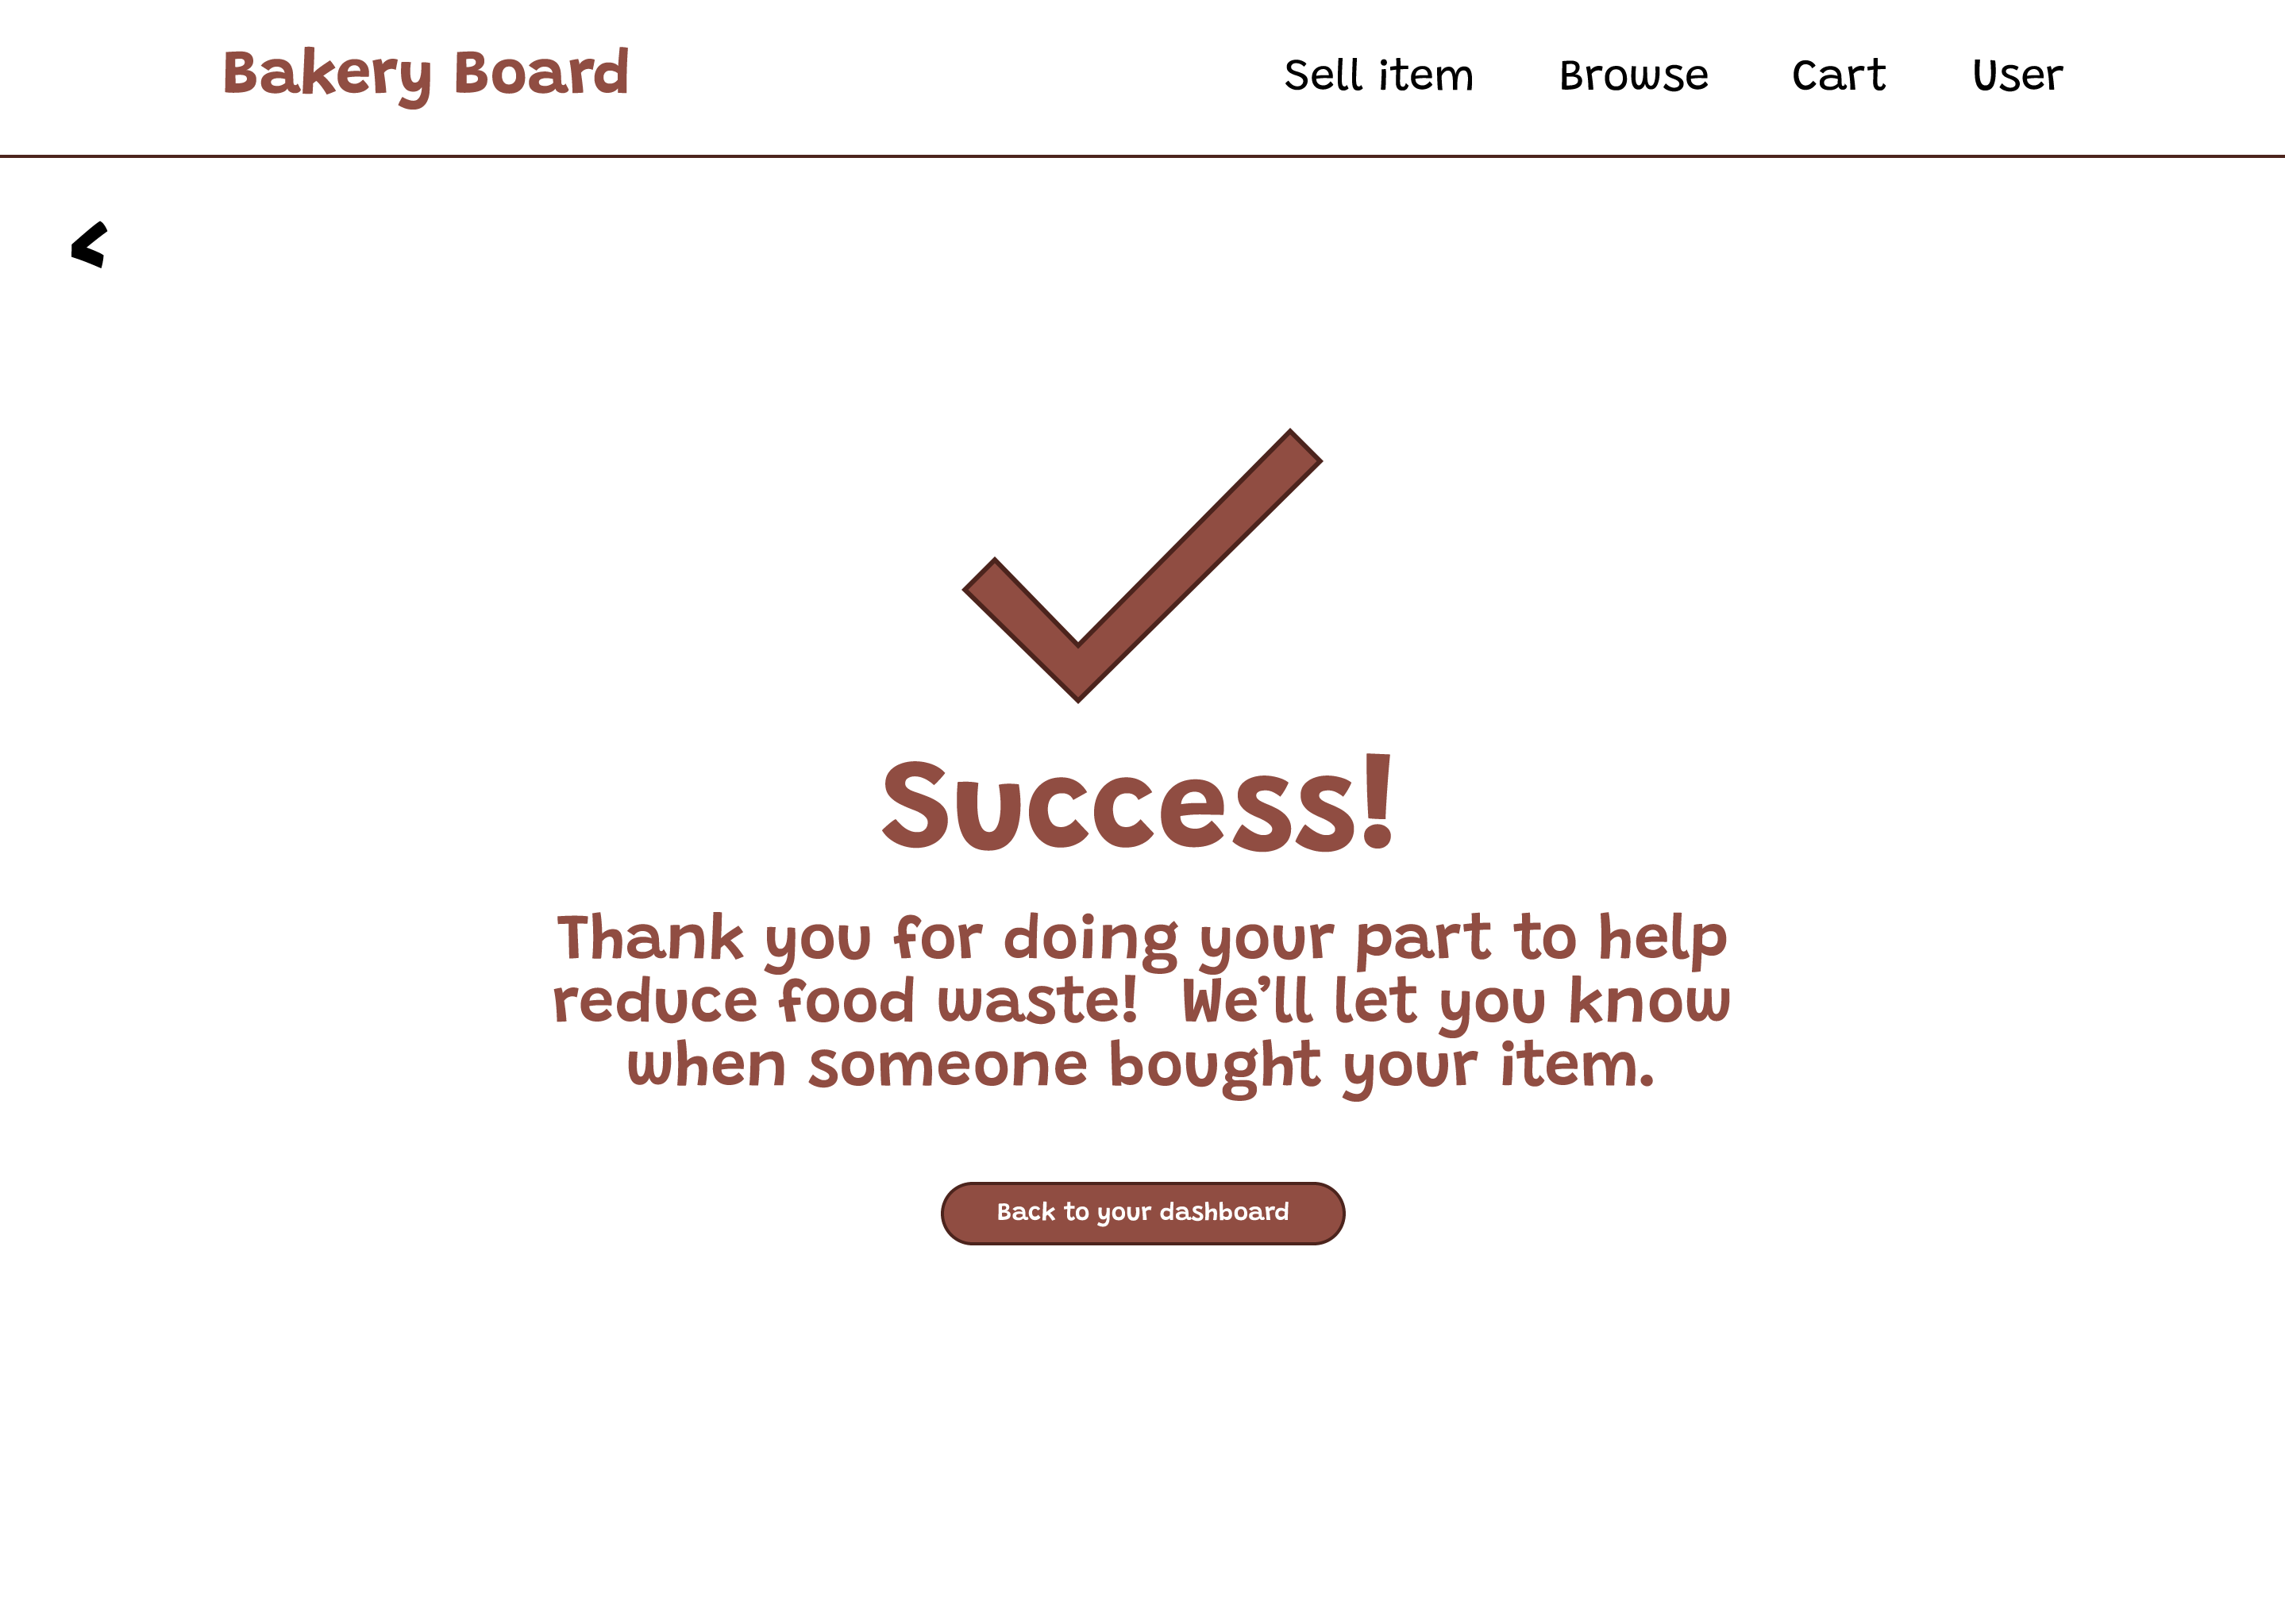 Bakery Board
Sell item
Browse
Cart
User
<
Success!
Thank you for doing your part to help
reduce food waste!  We’ll let you know
when someone bought your item.
Back to your dashboard